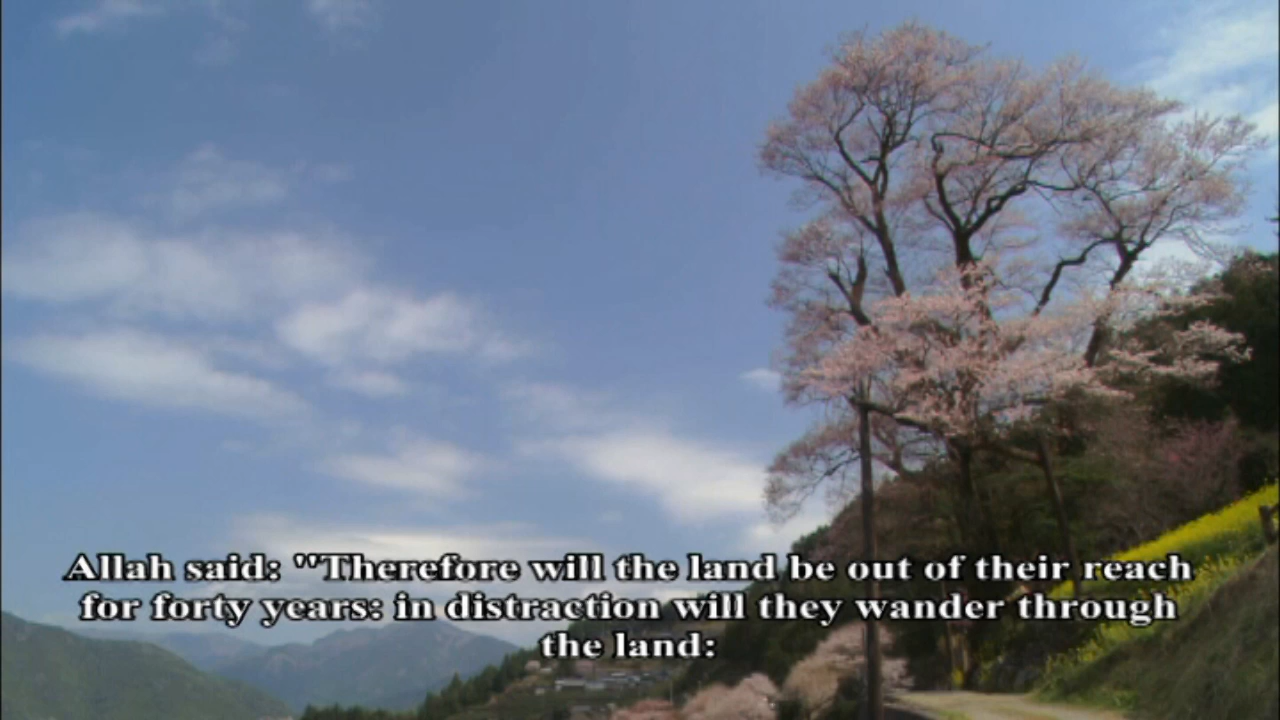 Allah said: "Therefore will the land be out of their reach
for forty years: in distraction will they wander through
the land: